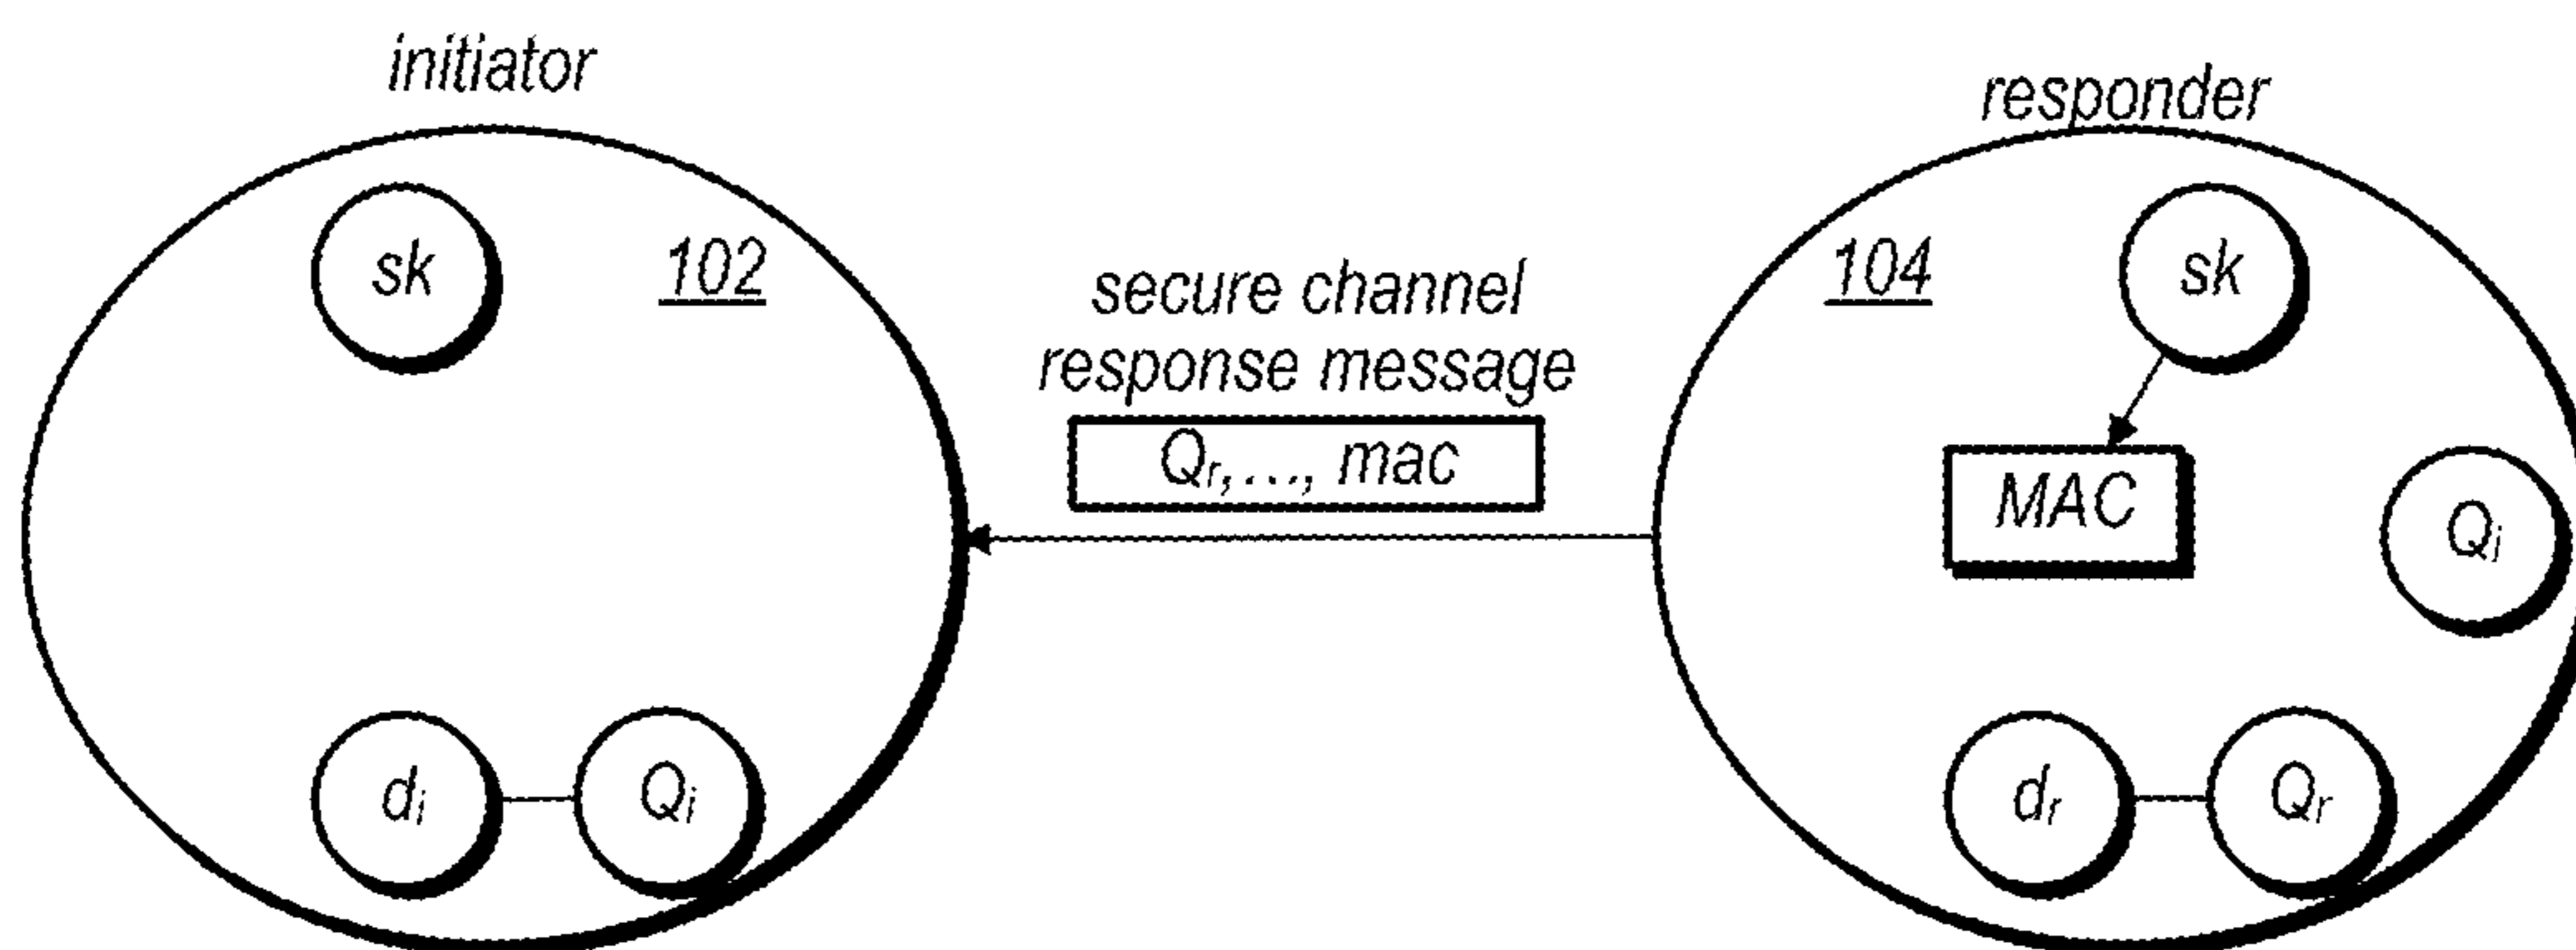 initiator
responder
sk
102
secure channel
response message
Qr,..., mac
104
sk
MAC
Qi
di
Qi
dr
Qr